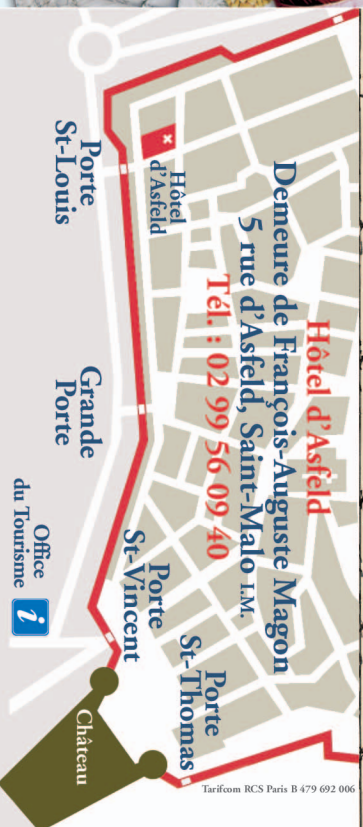 Hôtel d'Asfeld
Demeure de François-Auguste Magon
5 rue d'Asfeld, Saint-Malo I.M.
Tél. : 02 99 56 09 40
Hôtel
d'Asfeld
Porte
St-Louis
Grande
Porte
Porte
St-Vincent
Porte
St-Thomas
Office
du Tourisme
i
Château
Tarifcom RCS Paris B 479 692 006